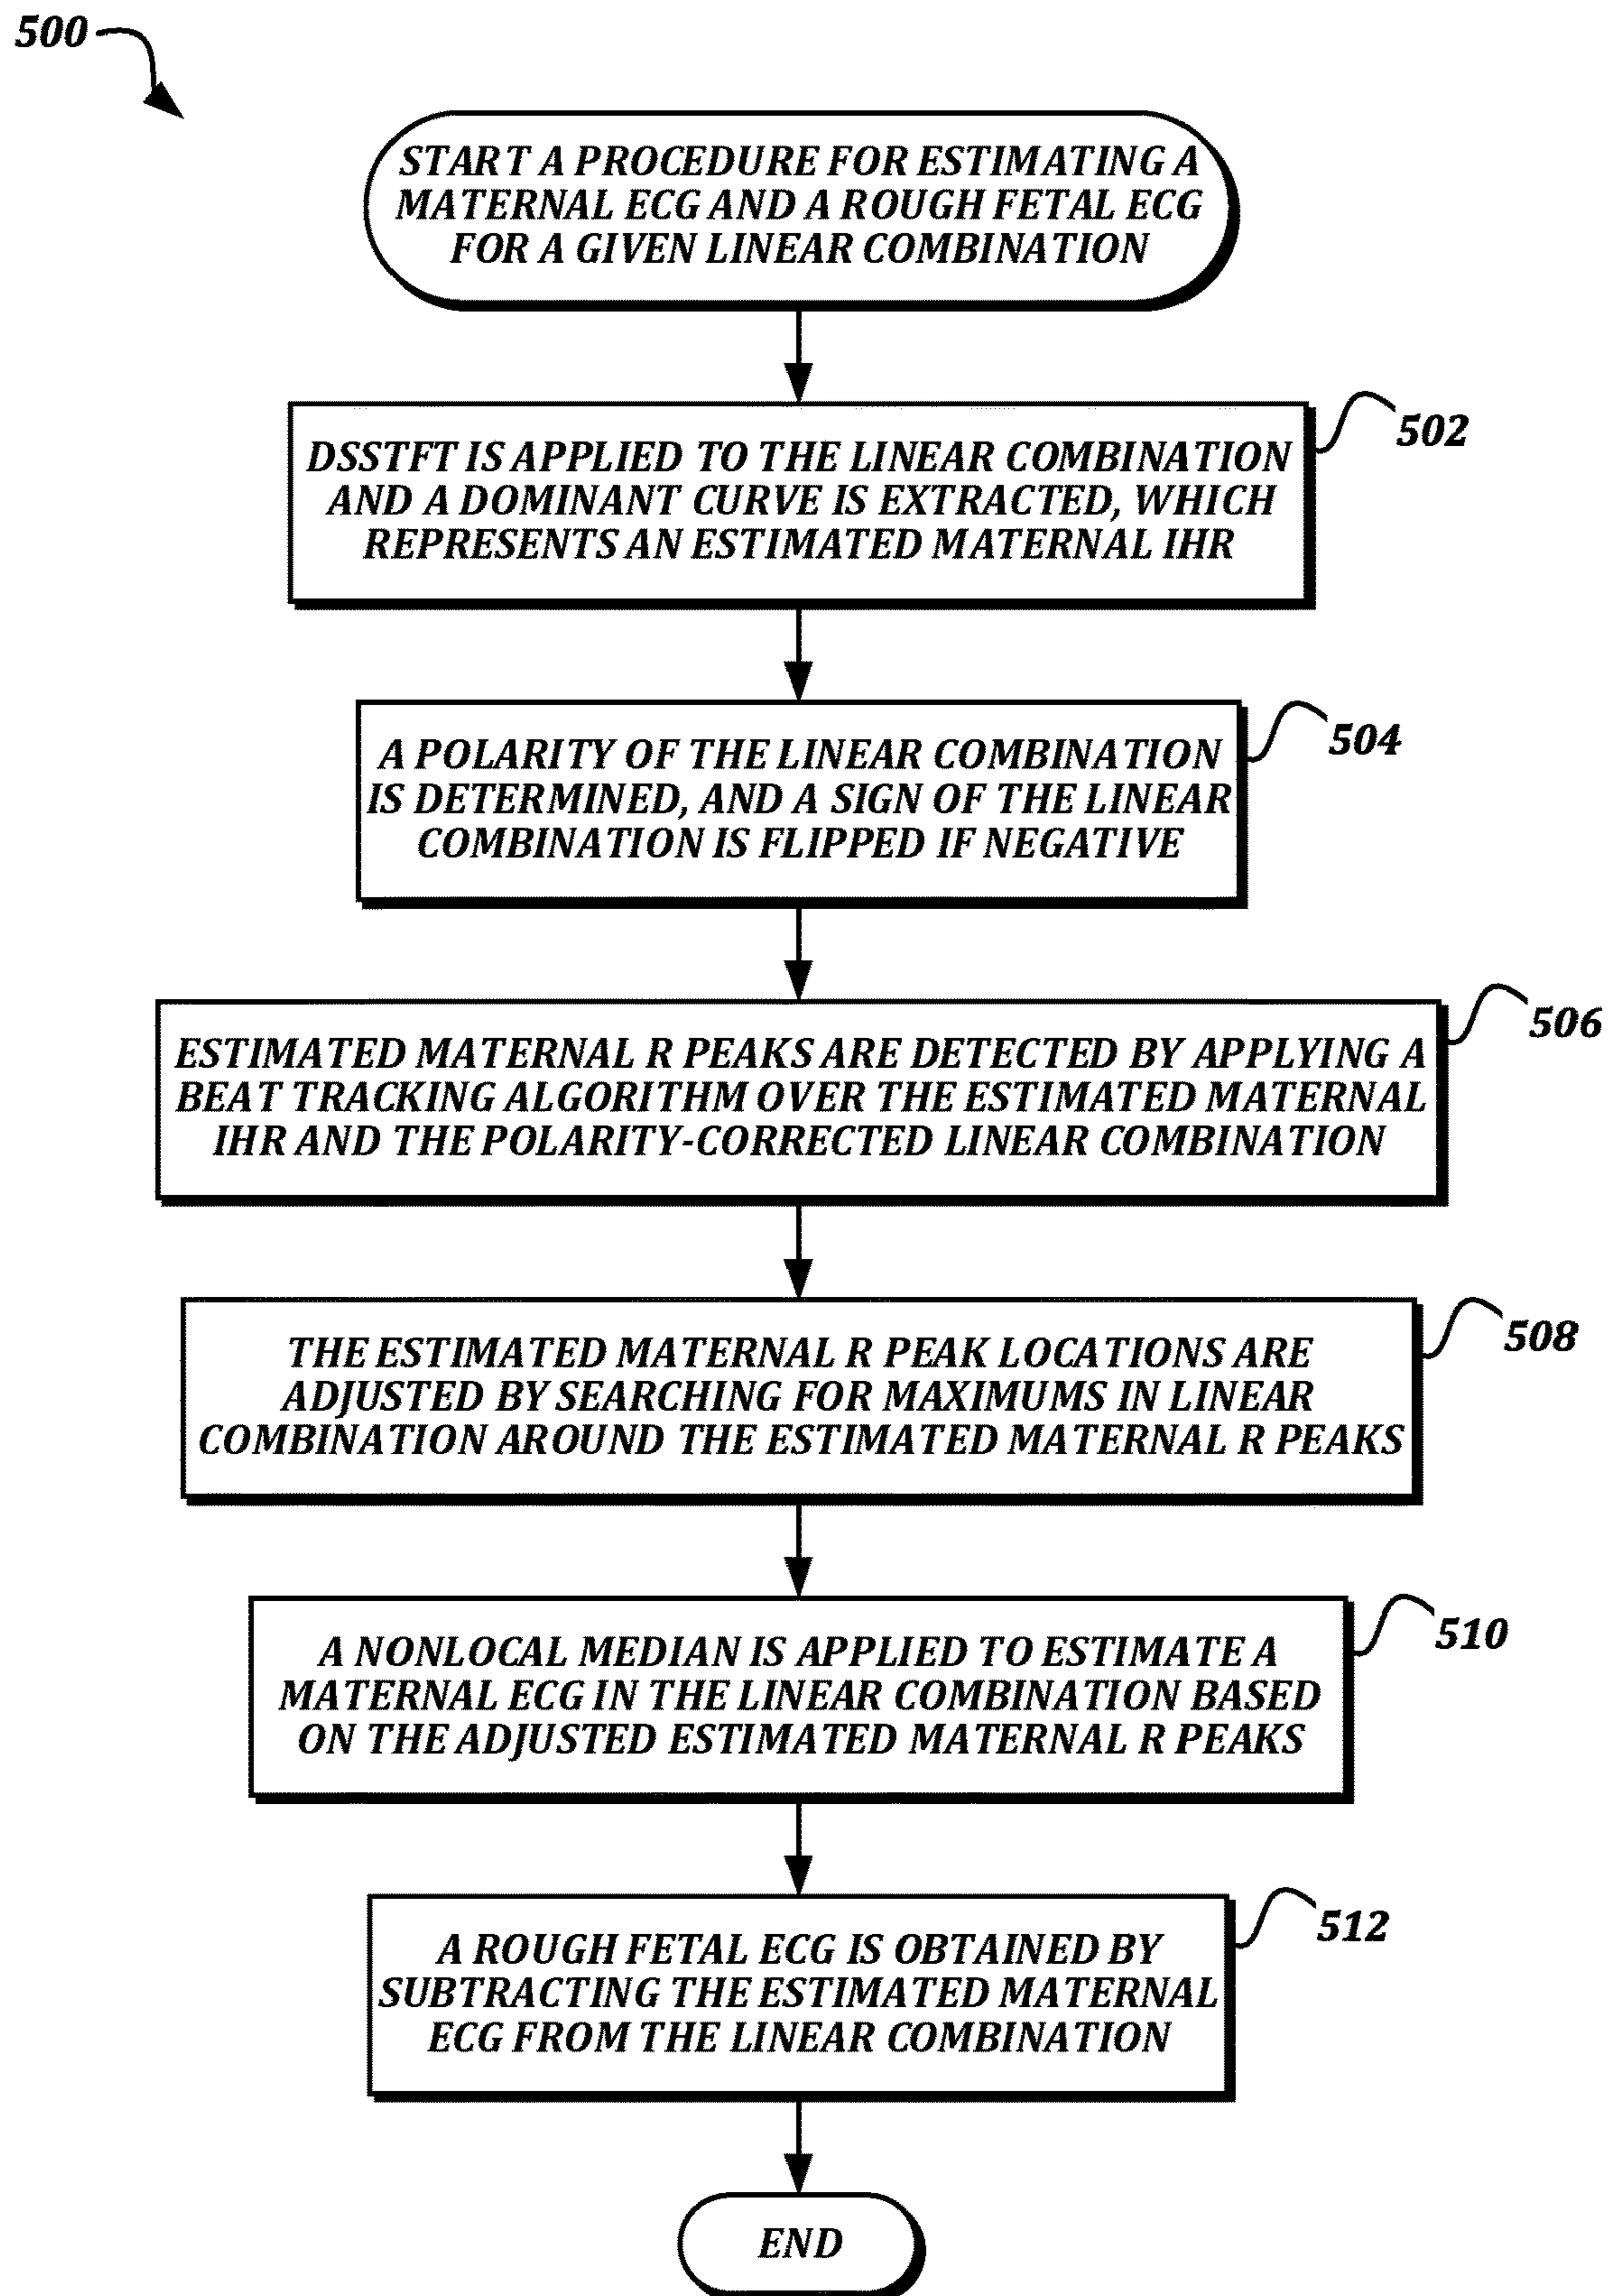 500
START A PROCEDURE FOR ESTIMATING A
MATERNAL ECG AND A ROUGH FETAL ECG
FOR A GIVEN LINEAR COMBINATION
502
DSSTFT IS APPLIED TO THE LINEAR COMBINATION
AND A DOMINANT CURVE IS EXTRACTED, WHICH
REPRESENTS AN ESTIMATED MATERNAL IHR
504
A POLARITY OF THE LINEAR COMBINATION
IS DETERMINED, AND A SIGN OF THE LINEAR
COMBINATION IS FLIPPED IF NEGATIVE
506
ESTIMATED MATERNAL R PEAKS ARE DETECTED BY APPLYING A
BEAT TRACKING ALGORITHM OVER THE ESTIMATED MATERNAL
IHR AND THE POLARITY-CORRECTED LINEAR COMBINATION
508
THE ESTIMATED MATERNAL R PEAK LOCATIONS ARE
ADJUSTED BY SEARCHING FOR MAXIMUMS IN LINEAR
COMBINATION AROUND THE ESTIMATED MATERNAL R PEAKS
510
A NONLOCAL MEDIAN IS APPLIED TO ESTIMATE A
MATERNAL ECG IN THE LINEAR COMBINATION BASED
ON THE ADJUSTED ESTIMATED MATERNAL R PEAKS
512
A ROUGH FETAL ECG IS OBTAINED BY
SUBTRACTING THE ESTIMATED MATERNAL
ECG FROM THE LINEAR COMBINATION
END